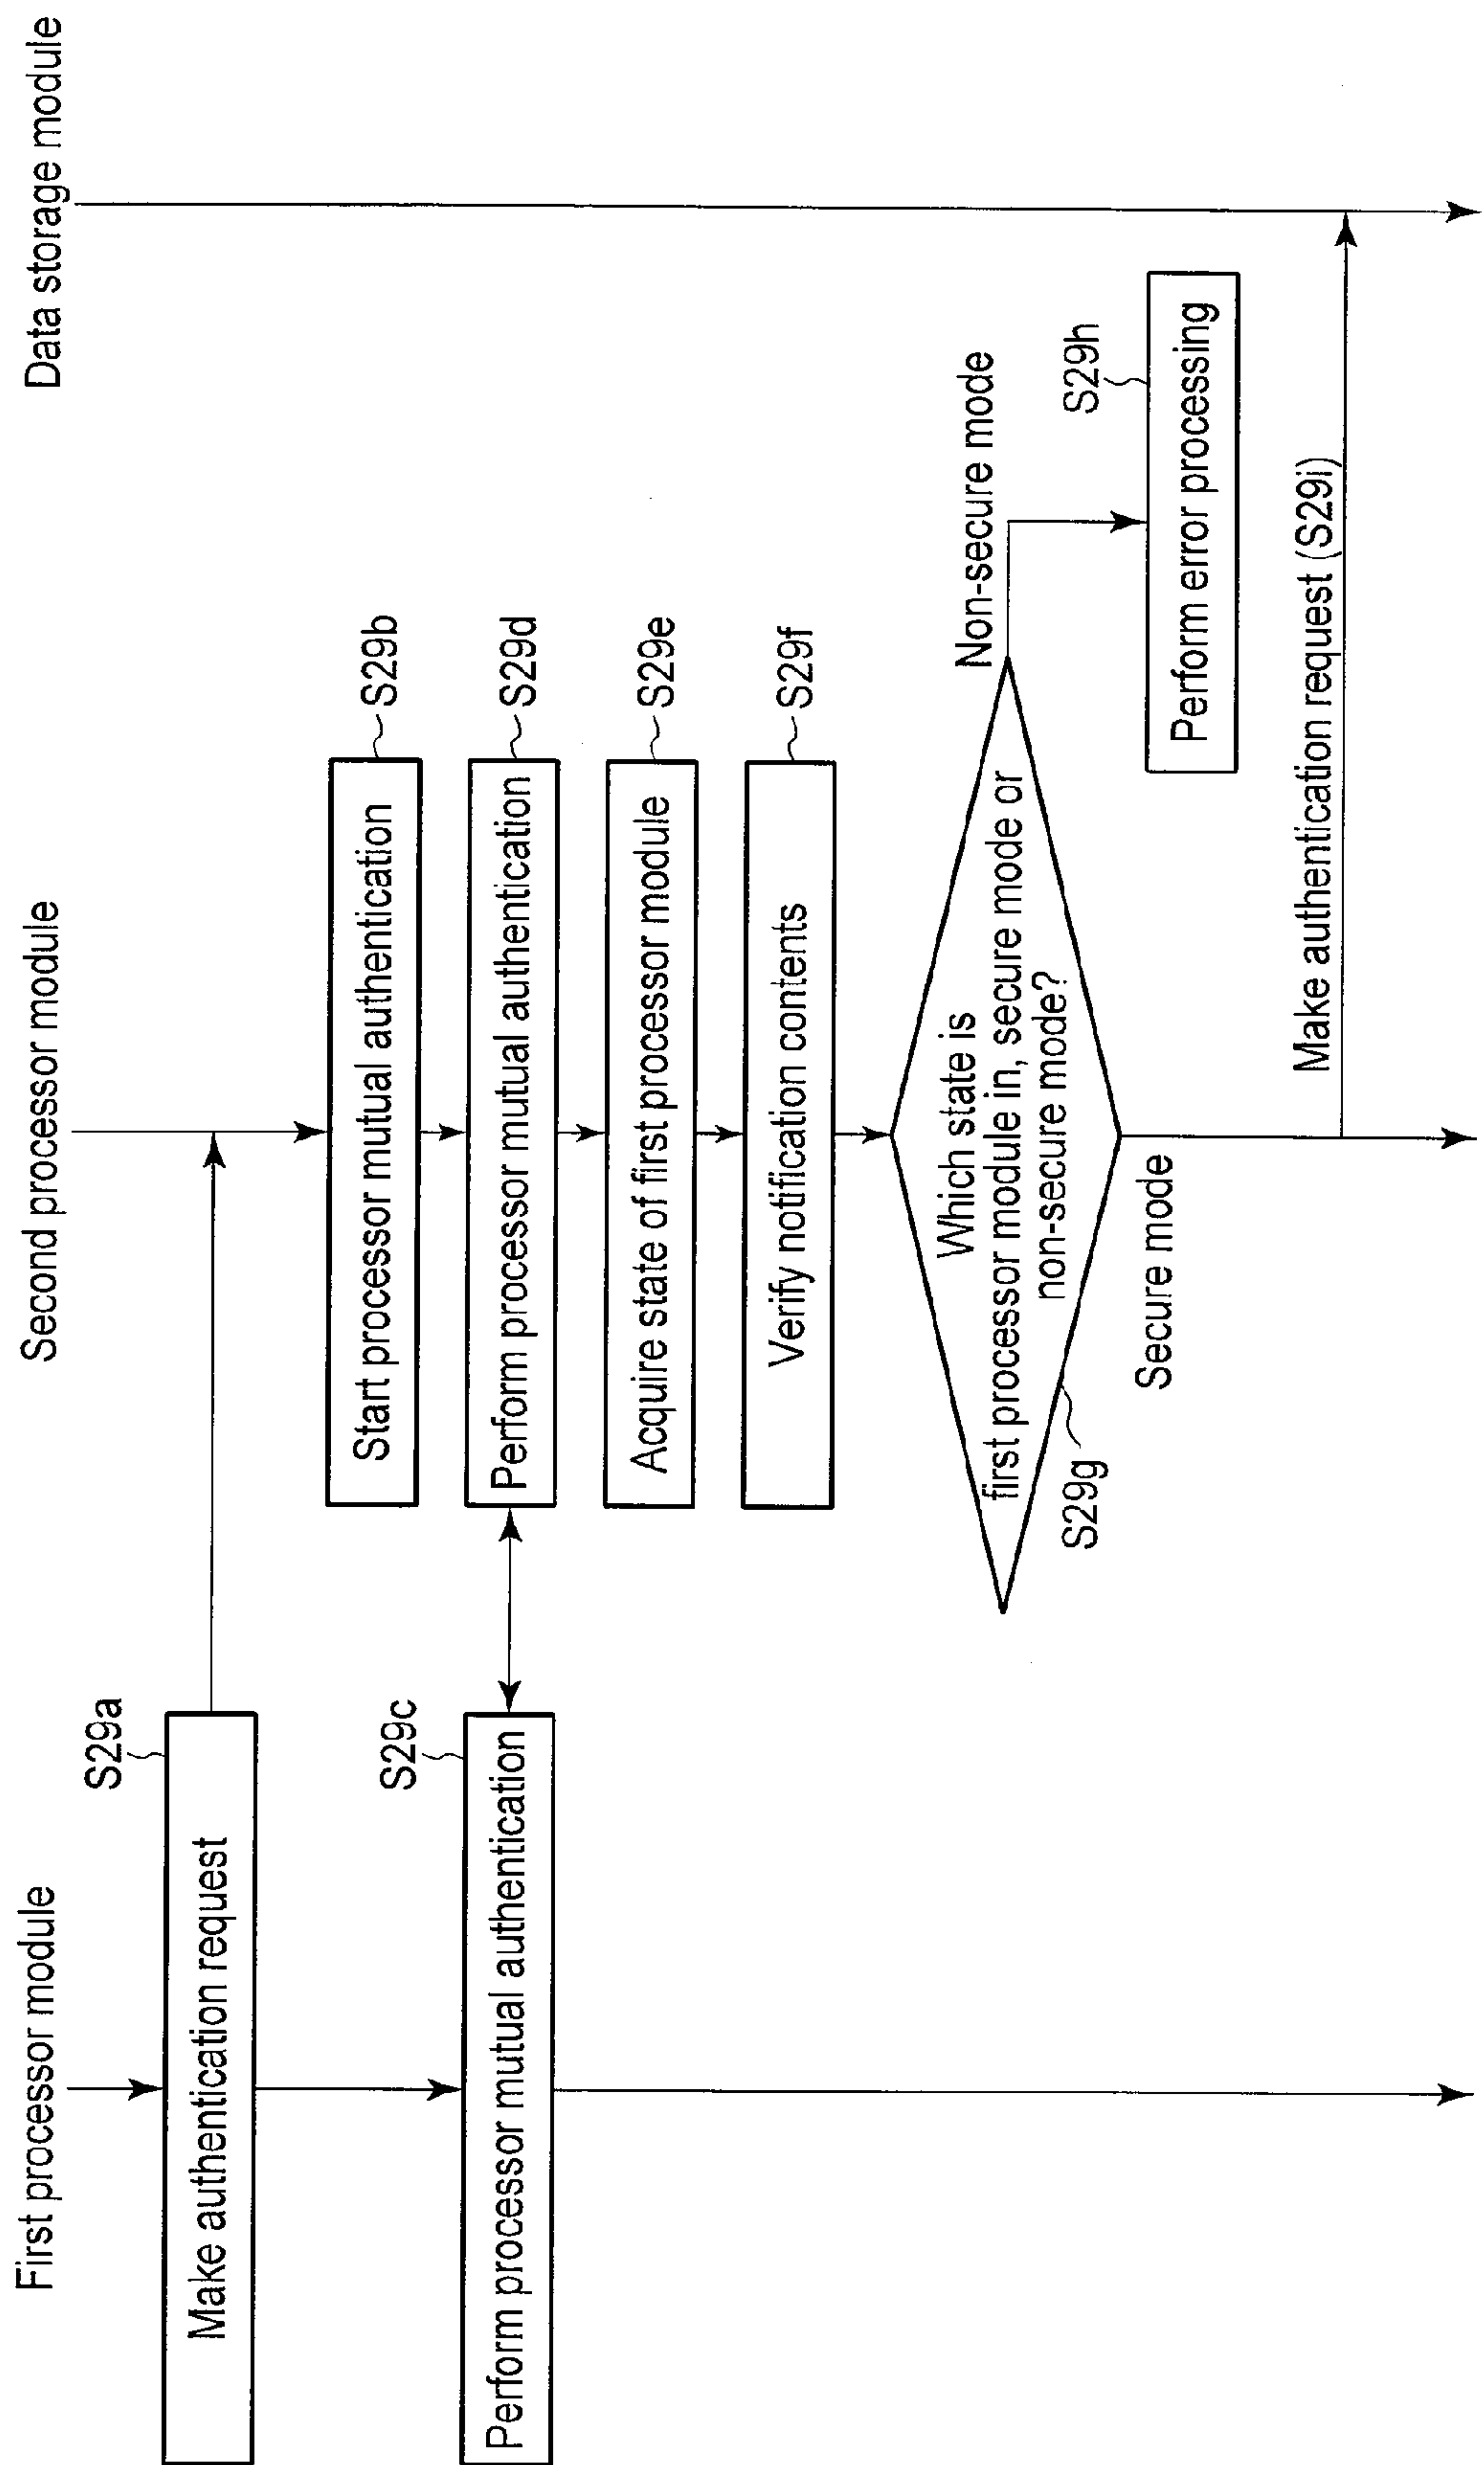 First processor module
Second processor module
Data storage module
S29a
Make authentication request
Start processor mutual authentication
S29b
S29c
Perform processor mutual authentication
Perform processor mutual authentication
S29d
Acquire state of first processor module
S29e
Verify notification contents
S29f
Which state is
first processor module in, secure mode or
non-secure mode?
S29g
Non-secure mode
S29h
Perform error processing
Secure mode
Make authentication request (S29i)